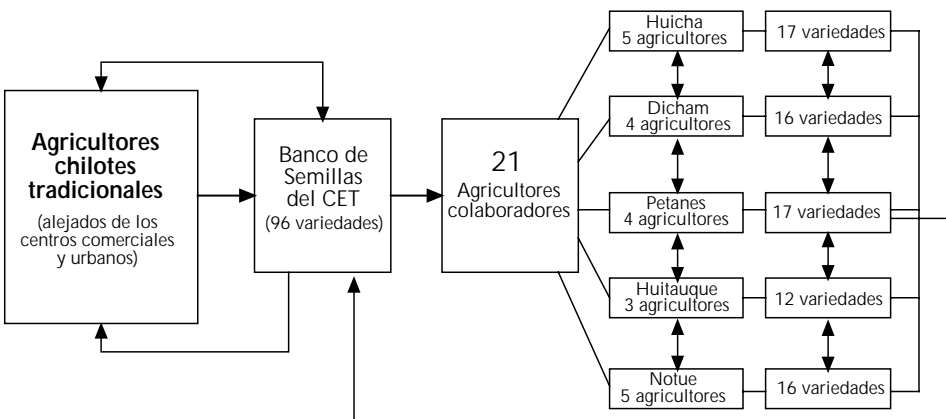 Agricultores
chilotes
tradicionales
(alejados de los
centros comerciales
y urbanos)
Banco de
Semillas
del CET
(96 variedades)
21
Agricultores
colaboradores
Huicha
5 agricultores
17 variedades
Dicham
4 agricultores
16 variedades
Petanes
4 agricultores
17 variedades
Huitauque
3 agricultores
12 variedades
Notue
5 agricultores
16 variedades